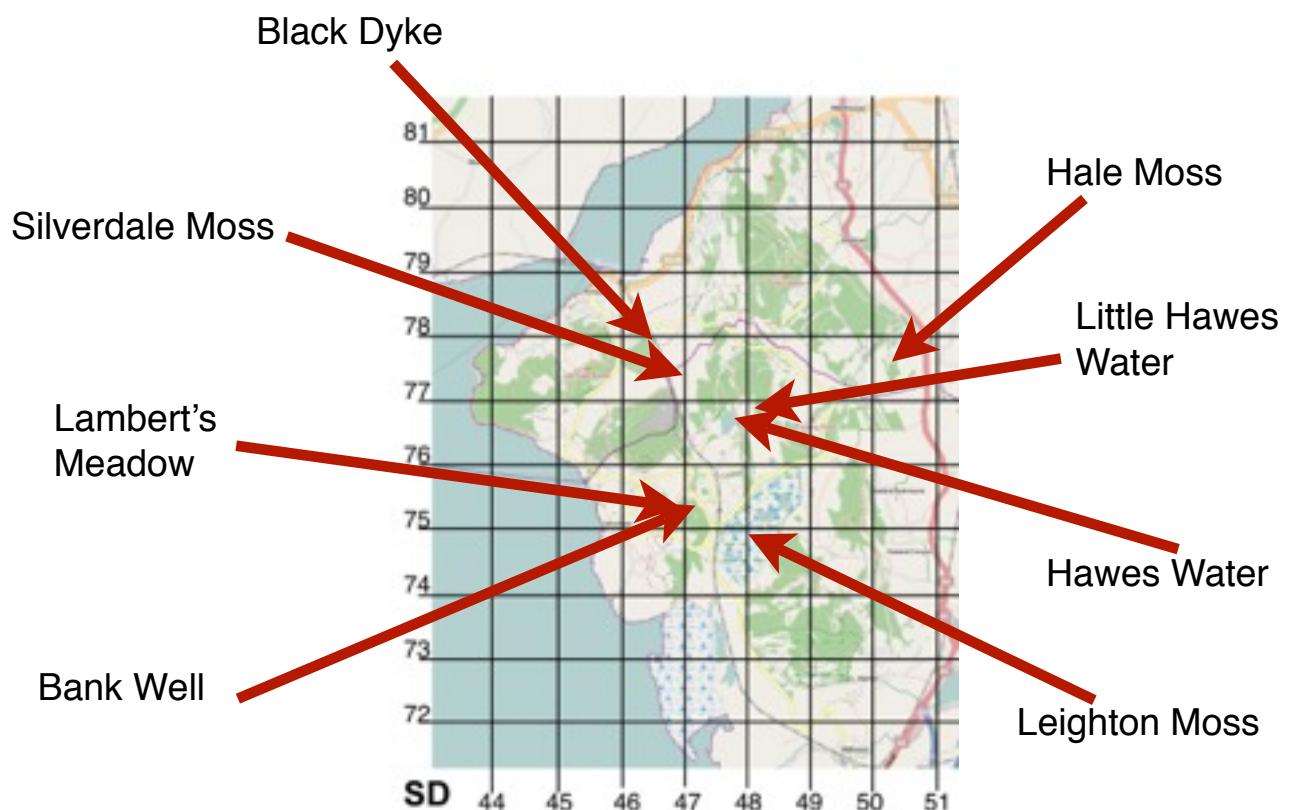 Black Dyke
81
Hale Moss
80
Silverdale Moss
79
Little Hawes
Water
78
77
Lambert's
Meadow
76
75
Hawes Water
74
73
Bank Well
72
Leighton Moss
SD 44 45 46 47 48 49 50 51